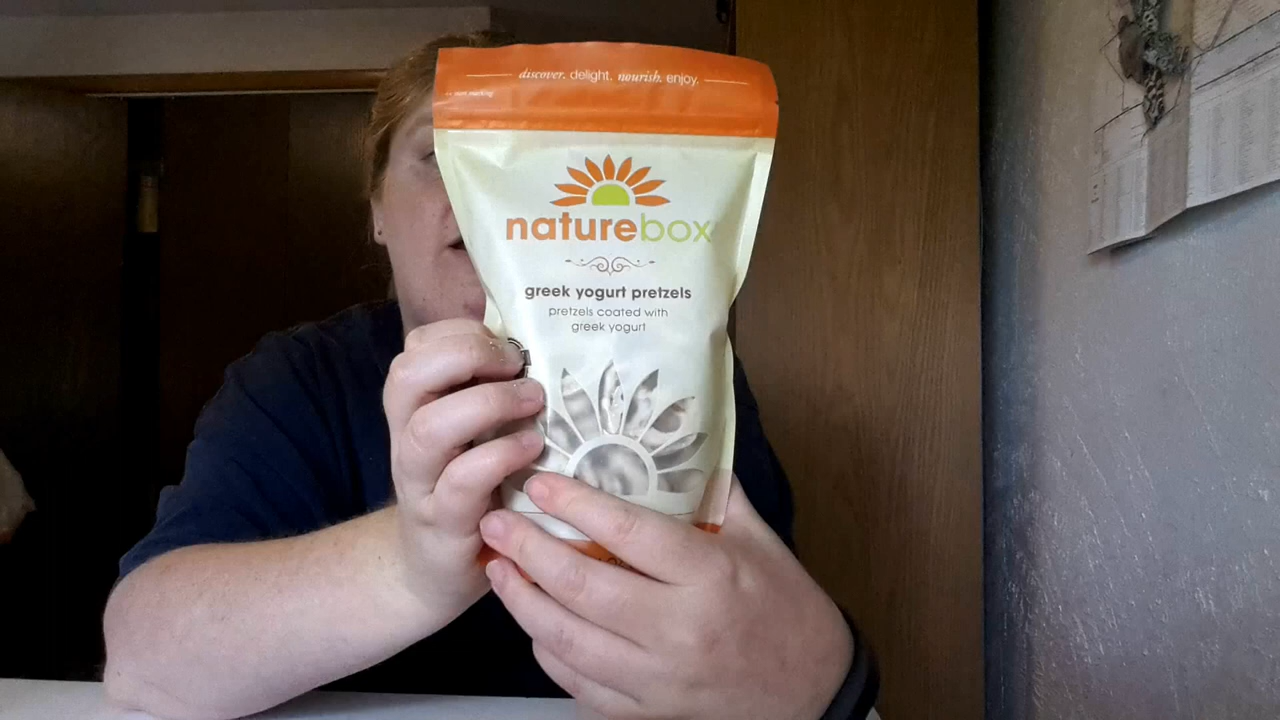 discover. delight. nourish. enjoy.
naturebox
greek yogurt pretzels
pretzels coated with
greek yogurt